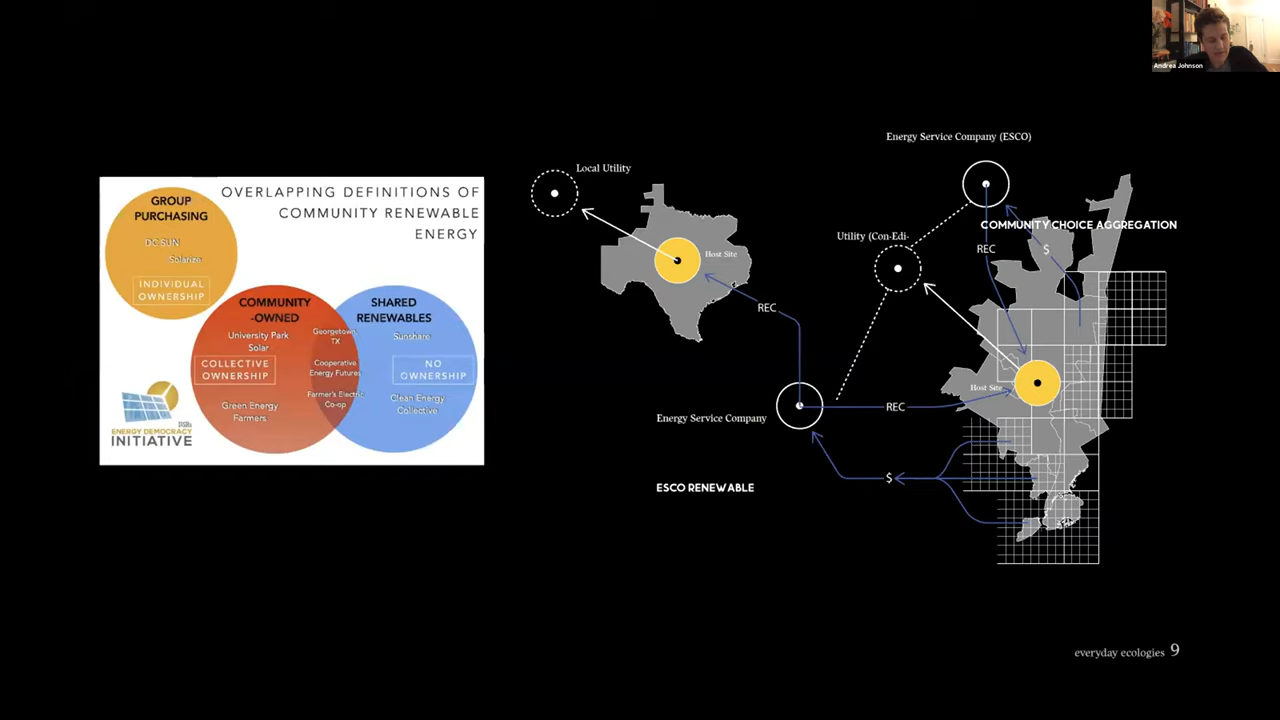 Andrea Johnson
OVERLAPPING DEFINITIONS OF
COMMUNITY RENEWABLE
ENERGY
GROUP
PURCHASING
DC SUN
Solarize
INDIVIDUAL
OWNERSHIP
COMMUNITY
-OWNED
University Park
Solar
COLLECTIVE
OWNERSHIP
Green Energy
Farmers
Georgetown,
TX
Cooperative
Energy Futures
Farmer's Electric
Co-op
SHARED
RENEWABLES
Sunshare
NO
OWNERSHIP
Clean Energy
Collective
ENERGY DEMOCRACY
INITIATIVE
Local Utility
Host Site
REC
Energy Service Company
ESCO RENEWABLE
Energy Service Company (ESCO)
COMMUNITY CHOICE AGGREGATION
Utility (Con-Edi-
REC
$
Host Site
REC
$
everyday ecologies 9